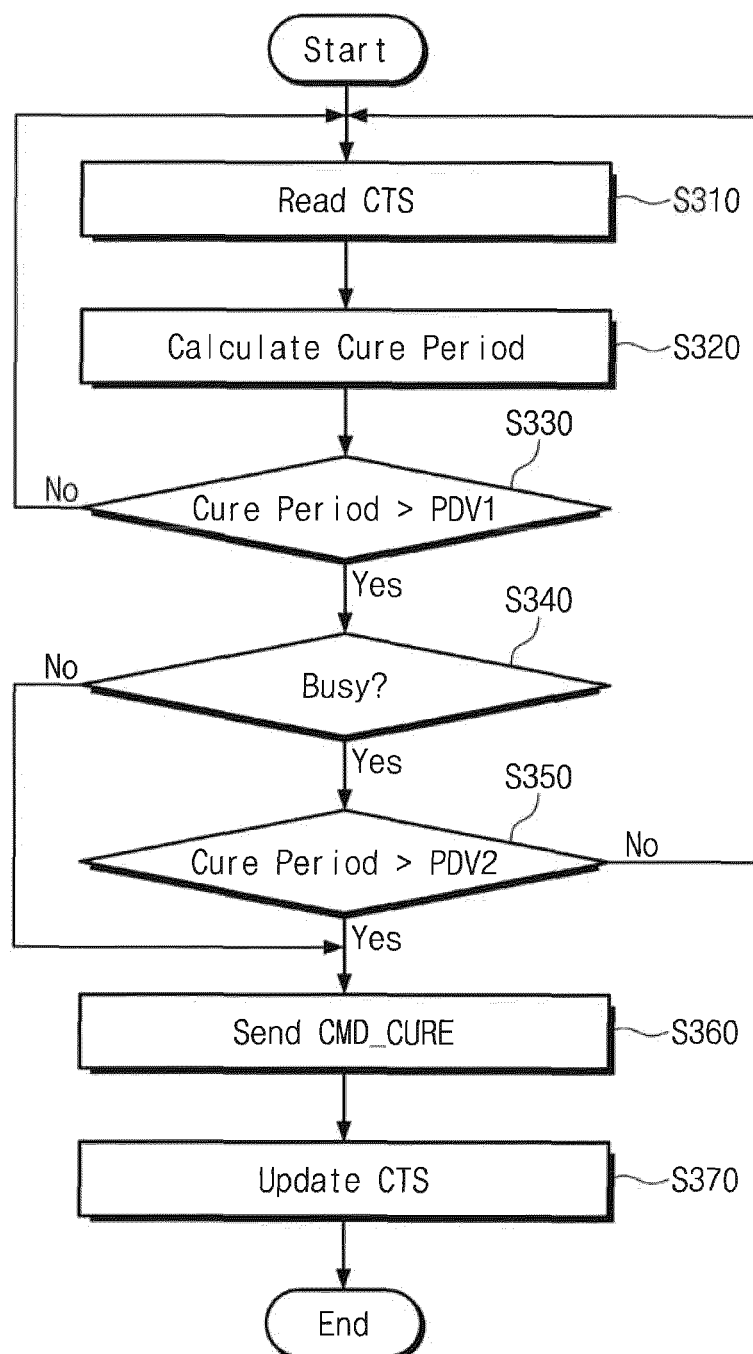 Start
Read CTS
S310
Calculate Cure Period
S320
S330
No
Cure Period > PDV1
Yes
S340
No
Busy?
Yes
S350
Cure Period > PDV2
No
Yes
Send CMD_CURE
S360
Update CTS
S370
End